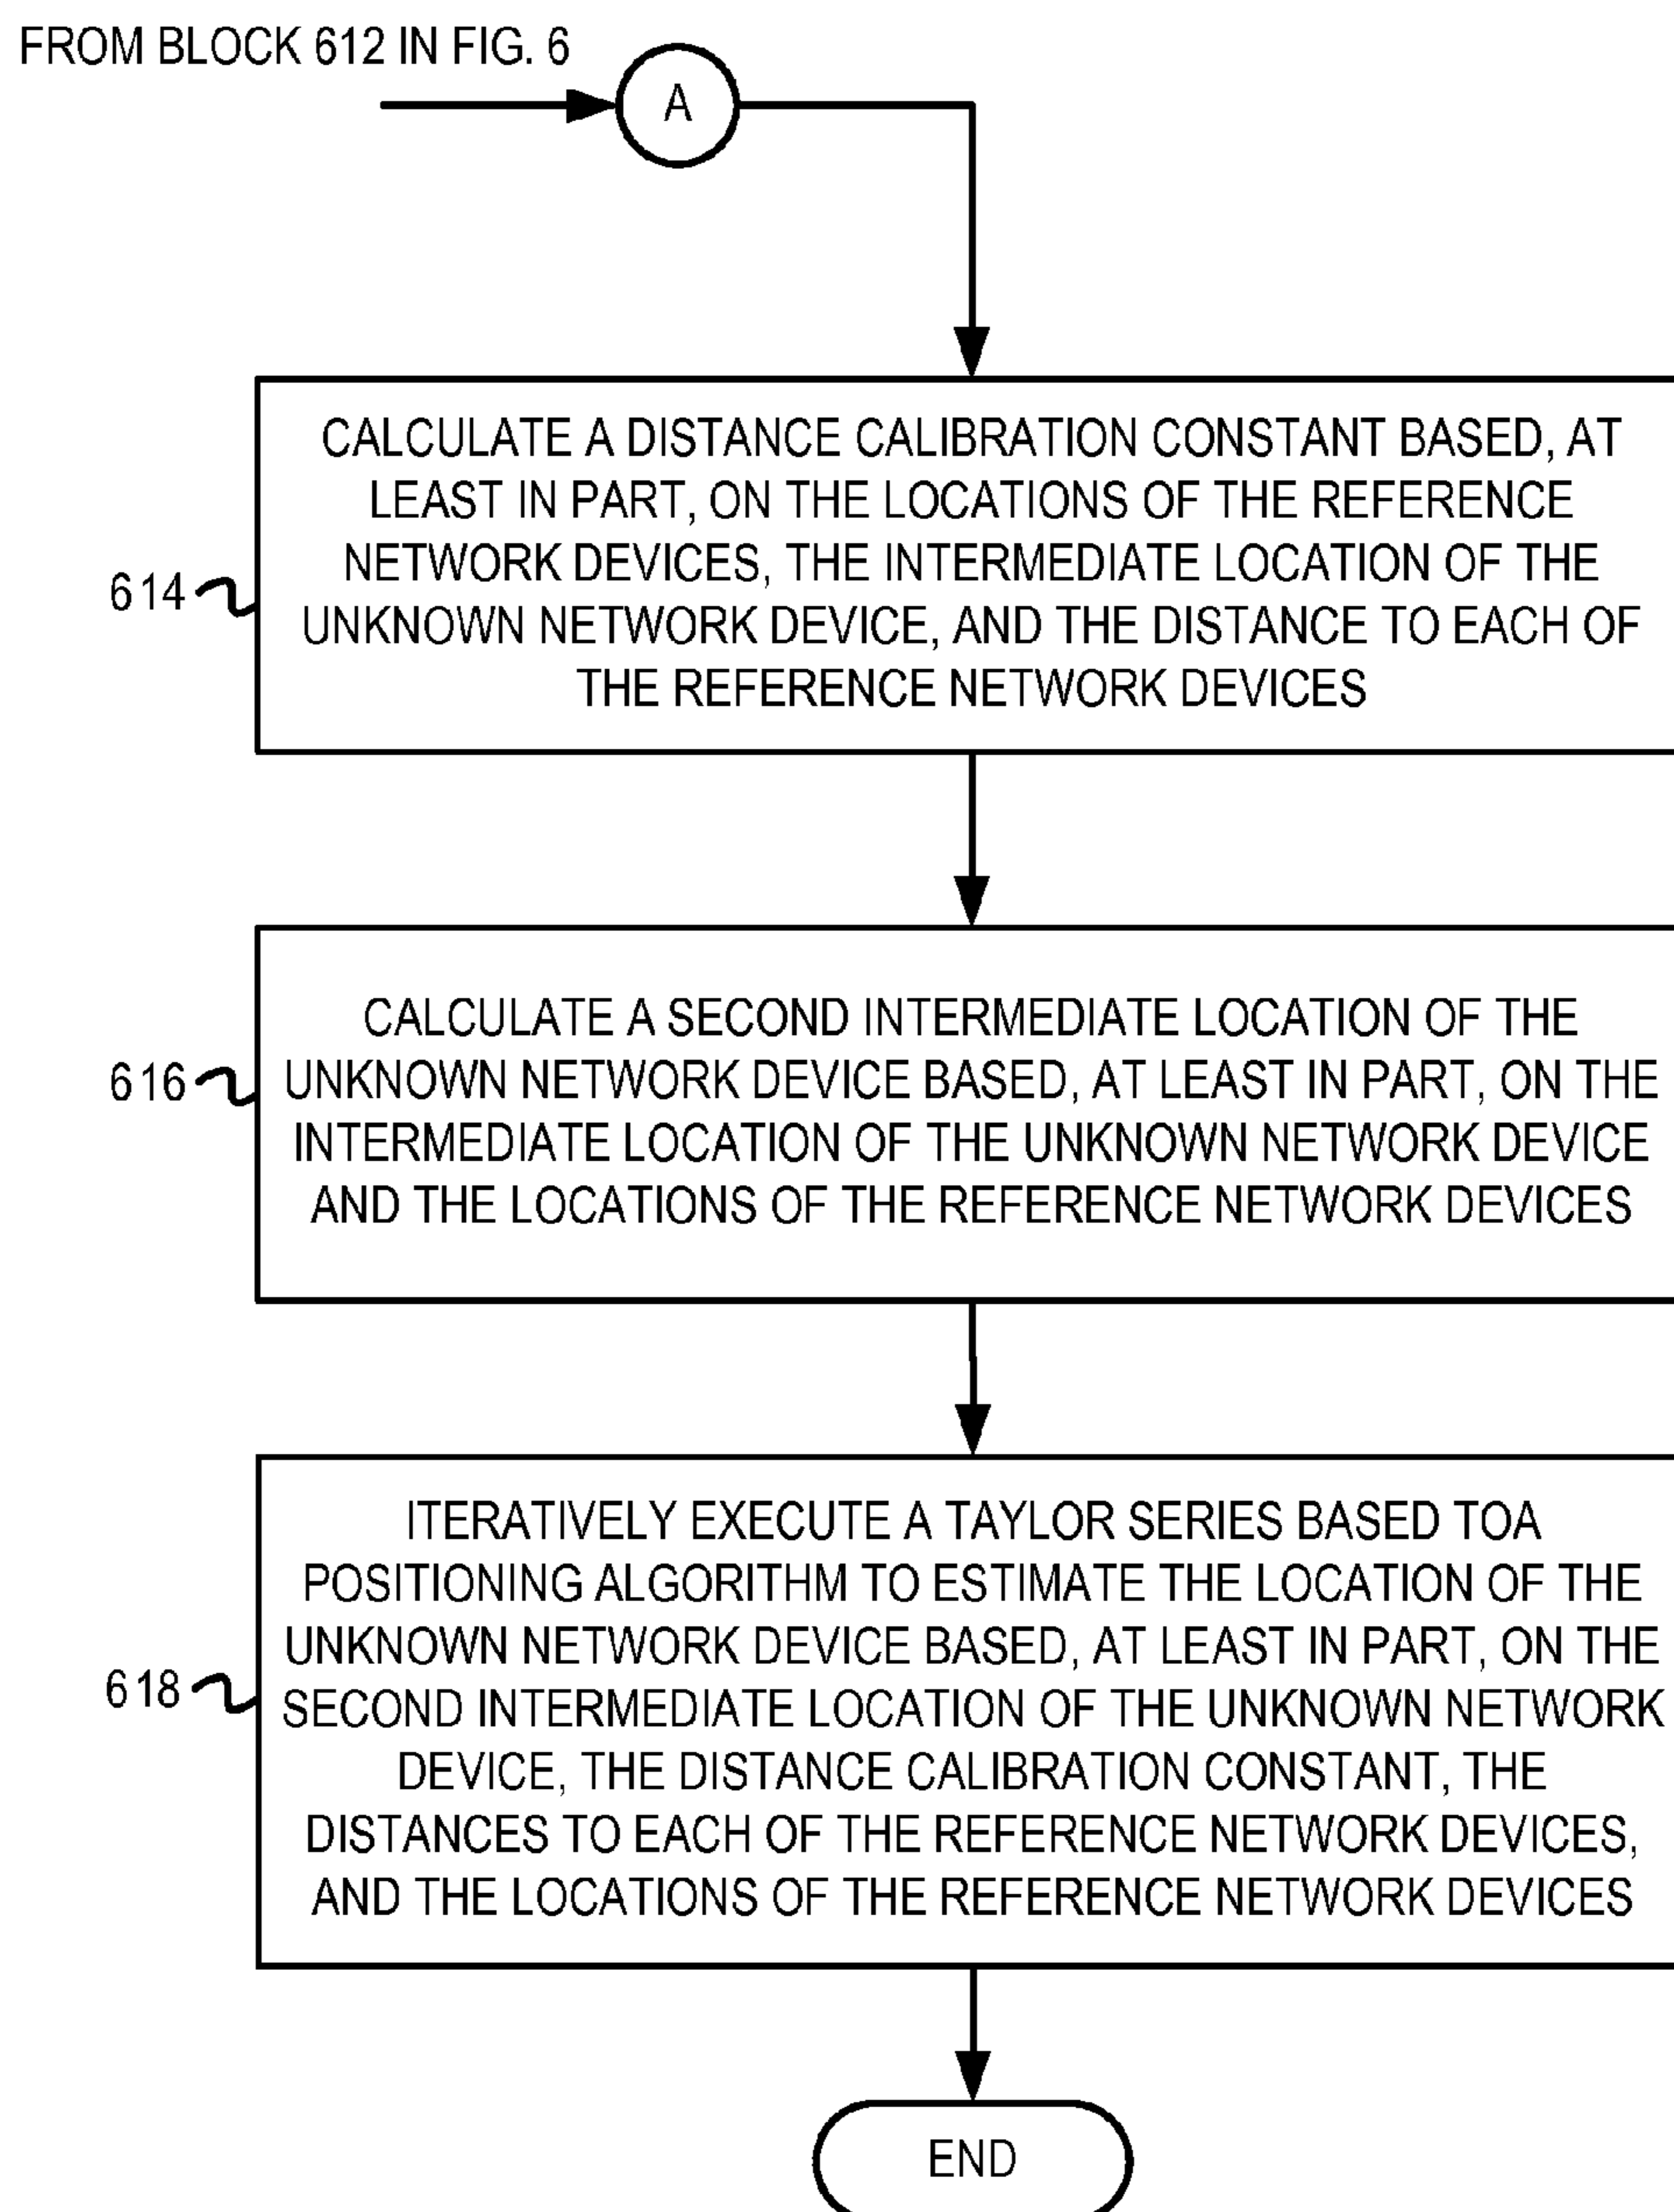 FROM BLOCK 612 IN FIG. 6
A
CALCULATE A DISTANCE CALIBRATION CONSTANT BASED, AT
LEAST IN PART, ON THE LOCATIONS OF THE REFERENCE
NETWORK DEVICES, THE INTERMEDIATE LOCATION OF THE
UNKNOWN NETWORK DEVICE, AND THE DISTANCE TO EACH OF
THE REFERENCE NETWORK DEVICES
614
CALCULATE A SECOND INTERMEDIATE LOCATION OF THE
UNKNOWN NETWORK DEVICE BASED, AT LEAST IN PART, ON THE
INTERMEDIATE LOCATION OF THE UNKNOWN NETWORK DEVICE
AND THE LOCATIONS OF THE REFERENCE NETWORK DEVICES
616
ITERATIVELY EXECUTE A TAYLOR SERIES BASED TOA
POSITIONING ALGORITHM TO ESTIMATE THE LOCATION OF THE
UNKNOWN NETWORK DEVICE BASED, AT LEAST IN PART, ON THE
SECOND INTERMEDIATE LOCATION OF THE UNKNOWN NETWORK
DEVICE, THE DISTANCE CALIBRATION CONSTANT, THE
DISTANCES TO EACH OF THE REFERENCE NETWORK DEVICES,
AND THE LOCATIONS OF THE REFERENCE NETWORK DEVICES
618
END